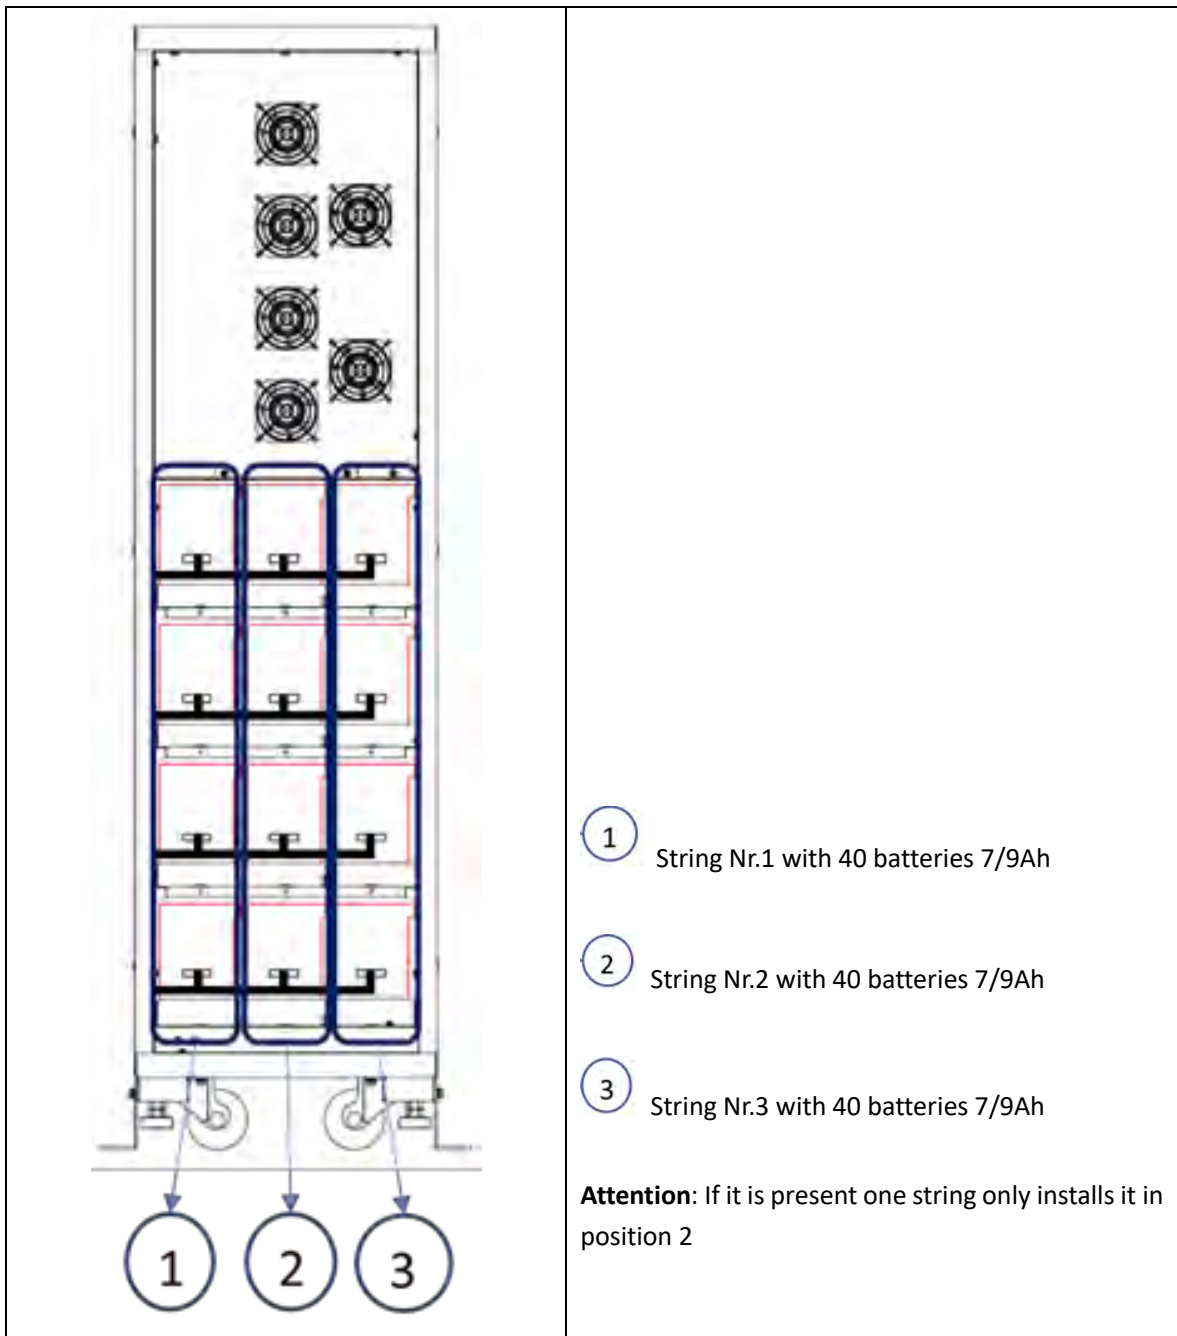 1
2
3
1
String Nr.1 with 40 batteries 7/9Ah
2
String Nr.2 with 40 batteries 7/9Ah
3
String Nr.3 with 40 batteries 7/9Ah
Attention: If it is present one string only installs it in
position 2